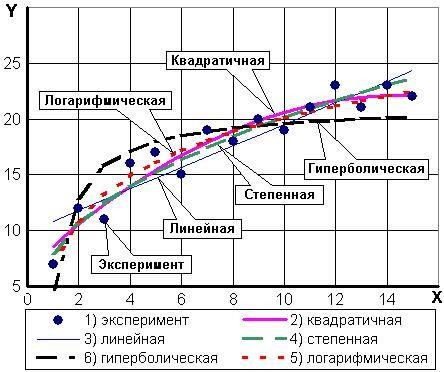 Y
25
Квадратичная
Логарифмическая
20
Гиперболическая
15
Степенная
Линейная
10
Эксперимент
5
0 2 4 6 8 10 12 14 X
1) эксперимент 2) квадратичная
3) линейная 4) степенная
6) гиперболическая 5) логарифмическая